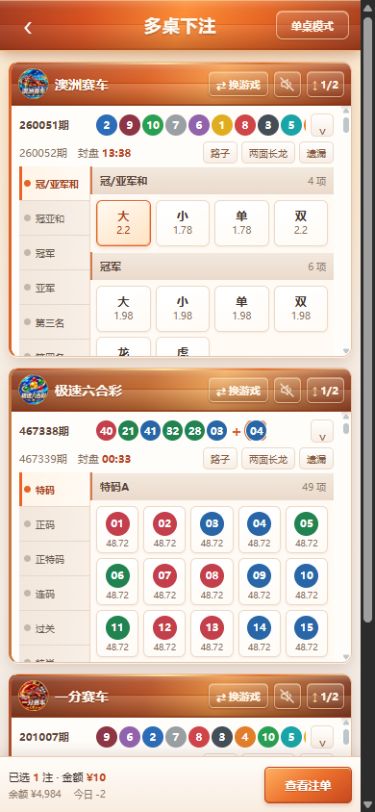 多桌下注 单桌模式
澳洲赛车 换游戏 1/2
260051期 2 9 10 7 6 1 8 3 5
260052期 封盘 13:38 路子 两面长龙 遗漏
冠/亚军和
冠/亚军和 4 项
大 小 单 双
2.2 1.78 1.78 2.2
冠亚和
冠军
冠军 6 项
亚军
大 小 单 双
1.98 1.98 1.98 1.98
第三名
龙 虎
第四名
极速六合彩 换游戏 1/2
467338期 40 21 41 32 28 03 + 04
467339期 封盘 00:33 路子 两面长龙 遗漏
特码
特码A 49 项
01 02 03 04 05
48.72 48.72 48.72 48.72 48.72
正码
正特码
06 07 08 09 10
48.72 48.72 48.72 48.72 48.72
连码
过关
11 12 13 14 15
48.72 48.72 48.72 48.72 48.72
一分赛车 换游戏 1/2
201007期 9 6 2 7 8 3 4 10 5
已选 1 注 · 金额 ¥10
余额 ¥4,984 今日 -2
查看注单